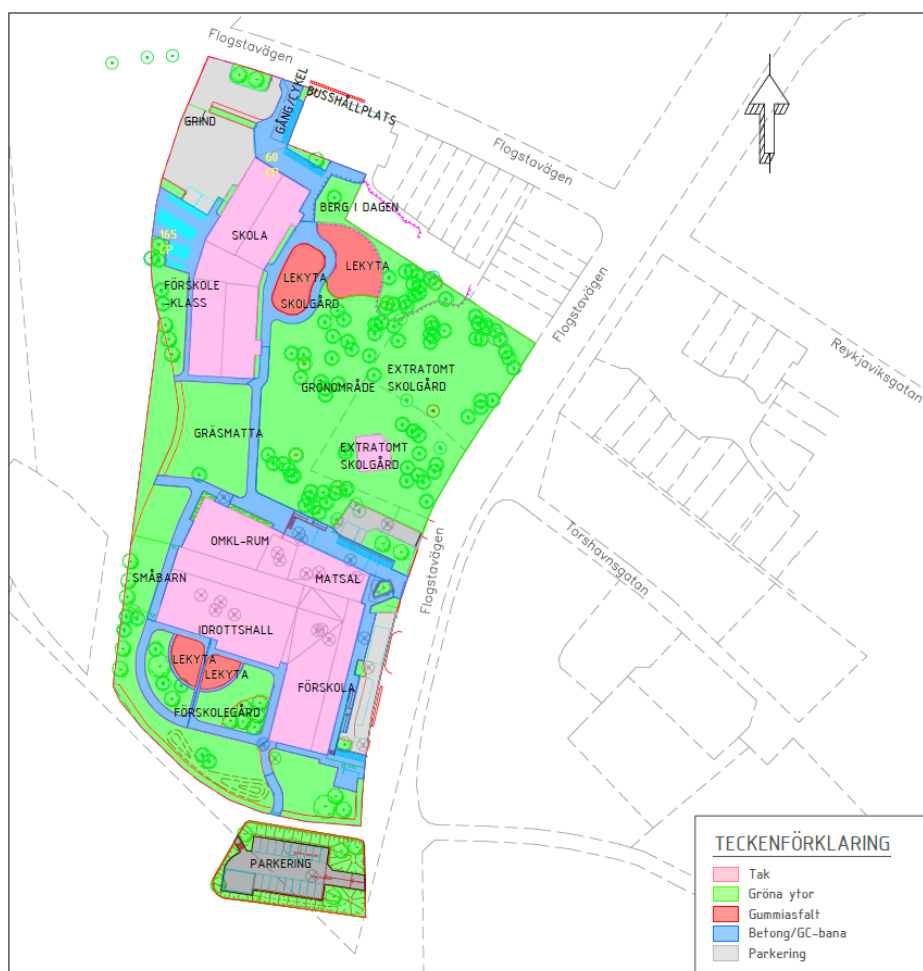 Flogstavägen
GÅNG/CYKEL
BUSSHÅLLPLATS
GRIND
Flogstavägen
60
CP
BERG I DAGEN
165
CP
SKOLA
LEKYTA
LEKYTA
SKOLGÅRD
FÖRSKOLE
-KLASS
Flogstavägen
Reykjaviksgatan
EXTRATOMT
SKOLGÅRD
GRÖNOMRÅDE
GRÄSMATTA
EXTRATOMT
SKOLGÅRD
OMKL-RUM
MATSAL
Flogstavägen
Torshavnsgatan
SMÅBARN
IDROTTSHALL
LEKYTA
LEKYTA
FÖRSKOLA
FÖRSKOLEGÅRD
PARKERING
TECKENFÖRKLARING
Tak
Gröna ytor
Gummiasfalt
Betong/GC-bana
Parkering